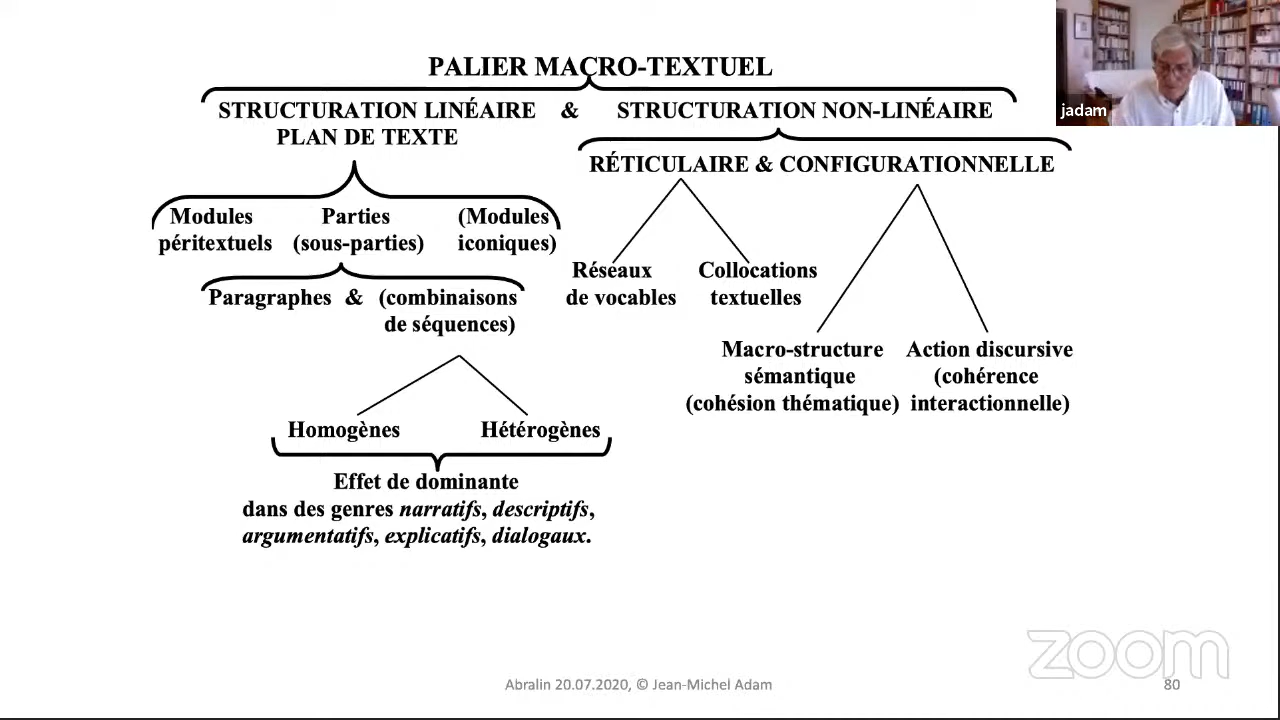 PALIER MACRO-TEXTUEL
STRUCTURATION LINÉAIRE & STRUCTURATION NON-LINÉAIRE
PLAN DE TEXTE
RÉTICULAIRE & CONFIGURATIONNELLE
Modules
péritextuels
Parties
(sous-parties)
(Modules
iconiques)
Paragraphes & (combinaisons
de séquences)
Réseaux
de vocables
Collocations
textuelles
Macro-structure
sémantique
(cohésion thématique)
Action discursive
(cohérence
interactionnelle)
Homogènes
Hétérogènes
Effet de dominante
dans des genres narratifs, descriptifs,
argumentatifs, explicatifs, dialogaux.
jadam
zoom
Abralin 20.07.2020, © Jean-Michel Adam
80